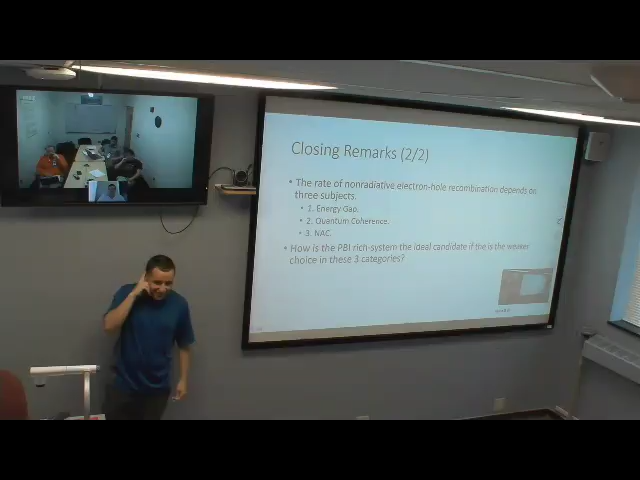 Closing Remarks (2/2)
• The rate of nonradiative electron-hole recombination depends on
three subjects.
• 1. Energy Gap.
• 2. Quantum Coherence.
• 3. NAC.
• How is the PBI rich-system the ideal candidate if the is the weaker
choice in these 3 categories?